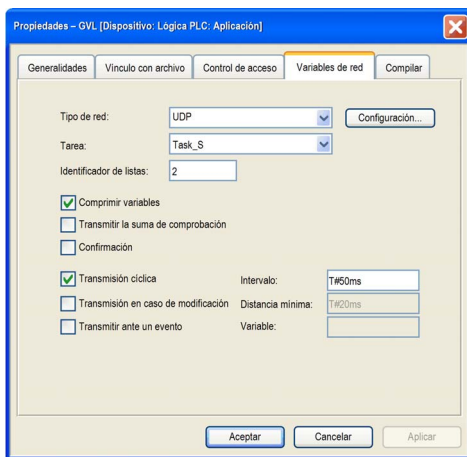 Propiedades – GVL [Dispositivo: Lógica PLC: Aplicación]
Generalidades Vínculo con archivo Control de acceso Variables de red Compilar
Tipo de red: UDP Configuración...
Tarea: Task_S
Identificador de listas: 2
Comprimir variables
Transmitir la suma de comprobación
Confirmación
Transmisión cíclica Intervalo: T#50ms
Transmisión en caso de modificación Distancia mínima: T#20ms
Transmitir ante un evento Variable:
Aceptar Cancelar Aplicar